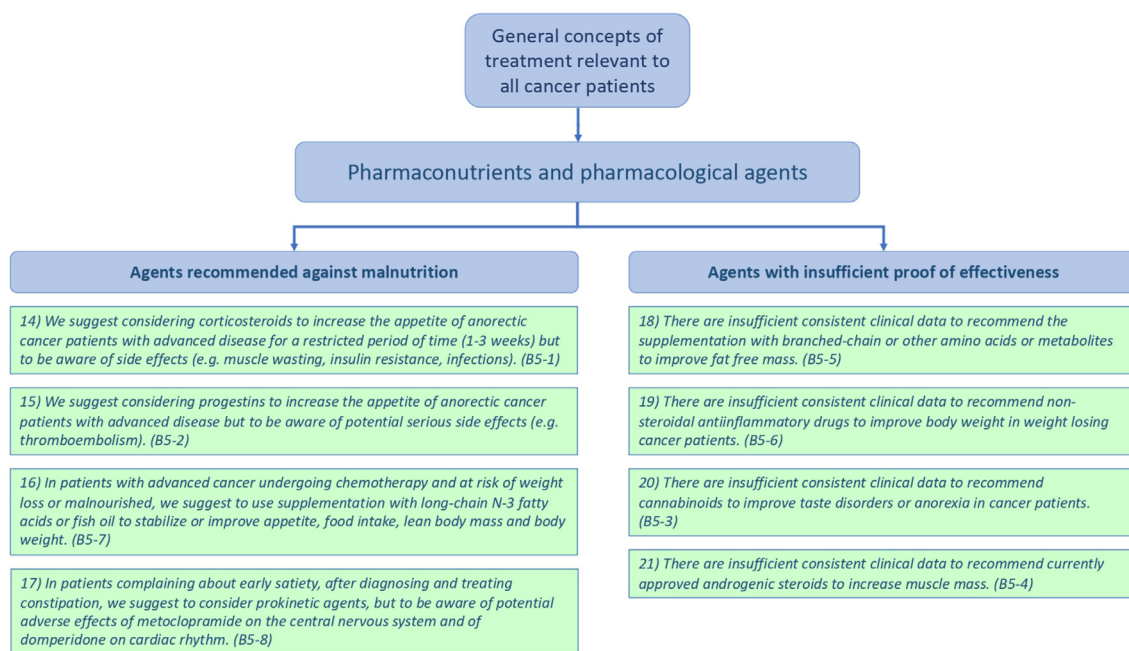 General concepts of
treatment relevant to
all cancer patients
Pharmaconutrients and pharmacological agents
Agents recommended against malnutrition
14) We suggest considering corticosteroids to increase the appetite of anorectic
cancer patients with advanced disease for a restricted period of time (1-3 weeks) but
to be aware of side effects (e.g. muscle wasting, insulin resistance, infections). (B5-1)
15) We suggest considering progestins to increase the appetite of anorectic cancer
patients with advanced disease but to be aware of potential serious side effects (e.g.
thromboembolism). (B5-2)
16) In patients with advanced cancer undergoing chemotherapy and at risk of weight
loss or malnourished, we suggest to use supplementation with long-chain N-3 fatty
acids or fish oil to stabilize or improve appetite, food intake, lean body mass and body
weight. (B5-7)
17) In patients complaining about early satiety, after diagnosing and treating
constipation, we suggest to consider prokinetic agents, but to be aware of potential
adverse effects of metoclopramide on the central nervous system and of
domperidone on cardiac rhythm. (B5-8)
Agents with insufficient proof of effectiveness
18) There are insufficient consistent clinical data to recommend the
supplementation with branched-chain or other amino acids or metabolites
to improve fat free mass. (B5-5)
19) There are insufficient consistent clinical data to recommend non-
steroidal antiinflammatory drugs to improve body weight in weight losing
cancer patients. (B5-6)
20) There are insufficient consistent clinical data to recommend
cannabinoids to improve taste disorders or anorexia in cancer patients.
(B5-3)
21) There are insufficient consistent clinical data to recommend currently
approved androgenic steroids to increase muscle mass. (B5-4)